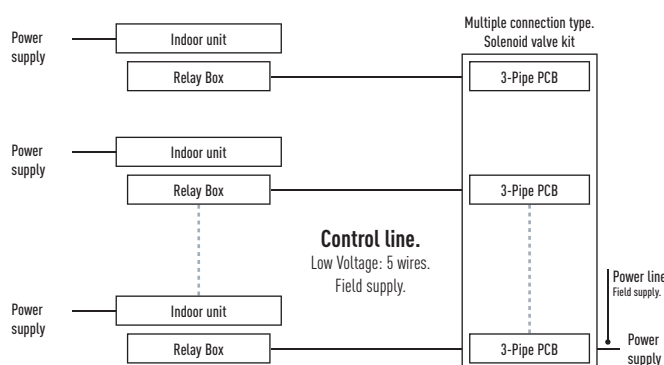 Multiple connection type.
Solenoid valve kit
Power
supply
Indoor unit
Relay Box
3-Pipe PCB
Power
supply
Indoor unit
Relay Box
3-Pipe PCB
Control line.
Low Voltage: 5 wires.
Field supply.
Power line
Field supply.
Power
supply
Indoor unit
Relay Box
3-Pipe PCB
Power
supply